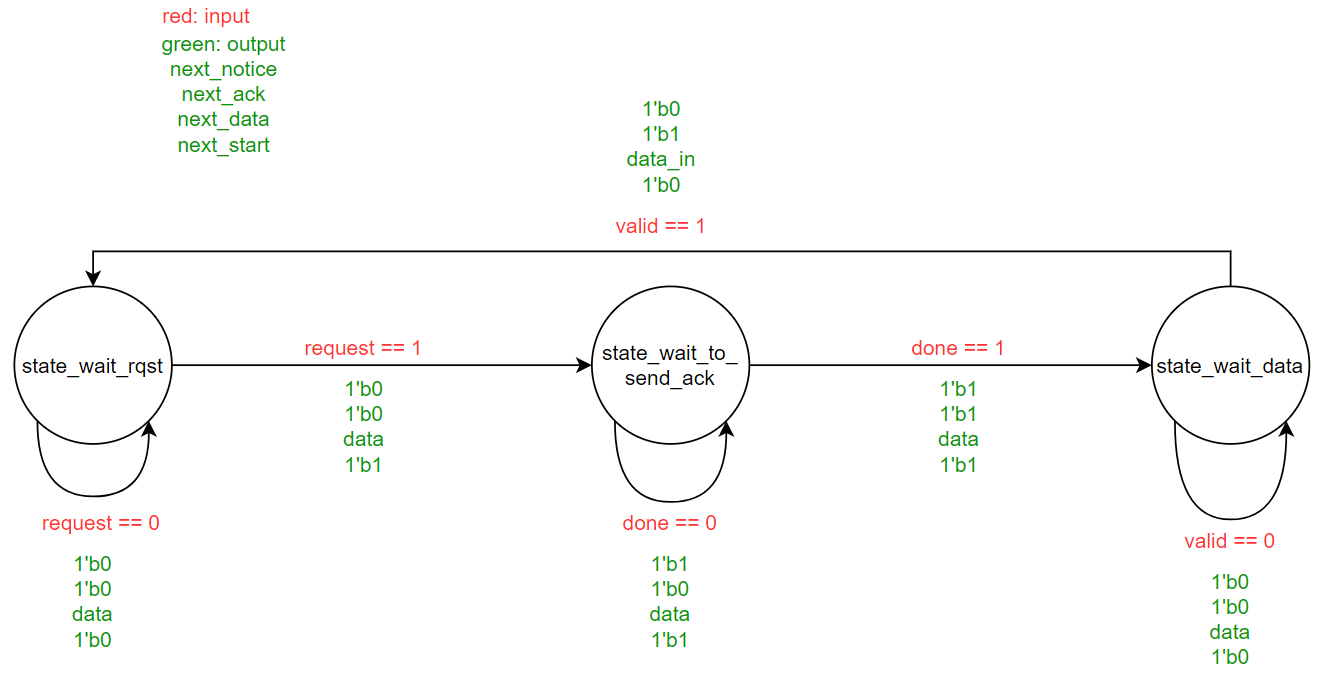 red: input
green: output
next_notice
next_ack
next_data
next_start
1'b0
1'b1
data_in
1'b0
valid == 1
state_wait_rqst
request == 1
1'b0
1'b0
data
1'b1
state_wait_to_
send_ack
done == 1
1'b1
1'b1
data
1'b1
state_wait_data
request == 0
1'b0
1'b0
data
1'b0
done == 0
1'b1
1'b0
data
1'b1
valid == 0
1'b0
1'b0
data
1'b0